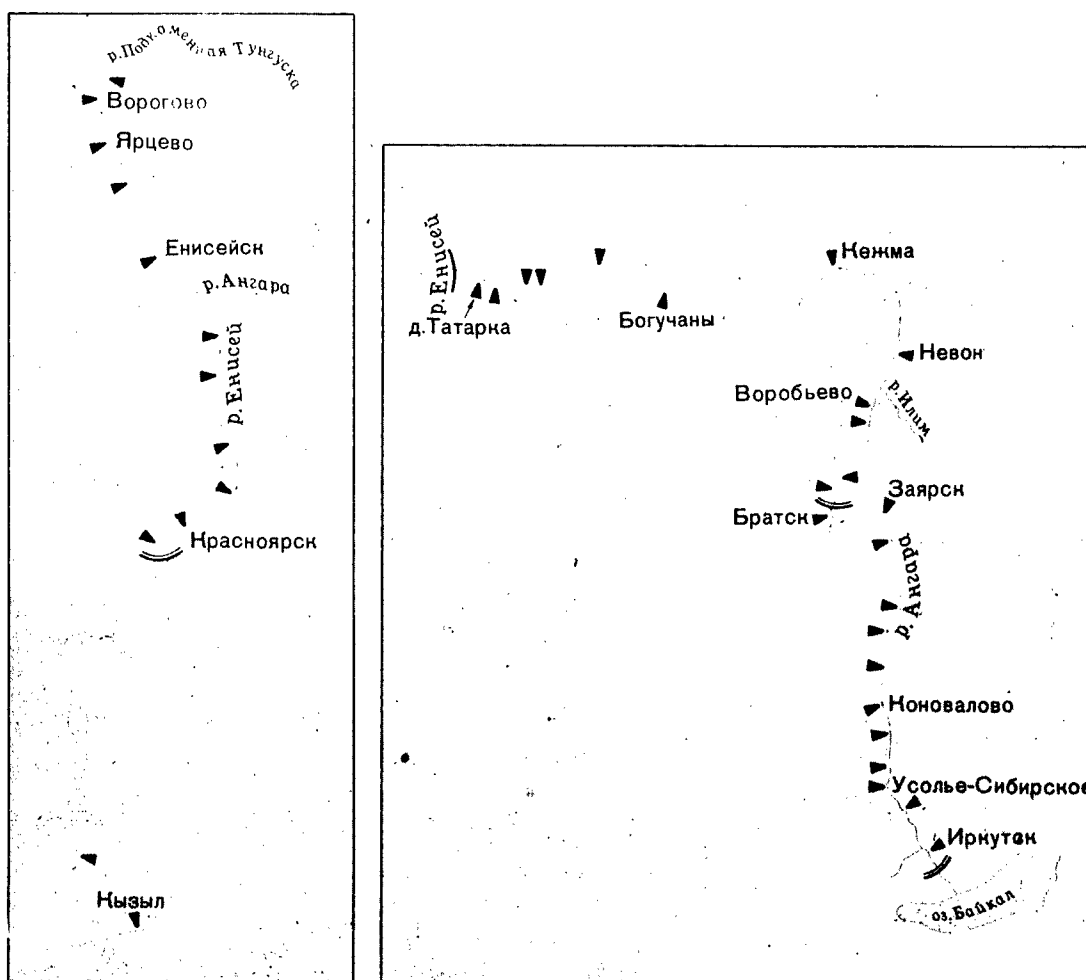 р. Подкаменная Тунгуска
Ворогово
Ярцево
Енисейск
р. Ангара
р. Енисей
Красноярск
Кызыл
р. Енисей
д. Татарка
Богучаны
Кежма
Невон
Воробьево
р. Илим
Заярск
Братск
р. Ангара
Коновалово
Усолье-Сибирское
Иркутск
оз. Байкал